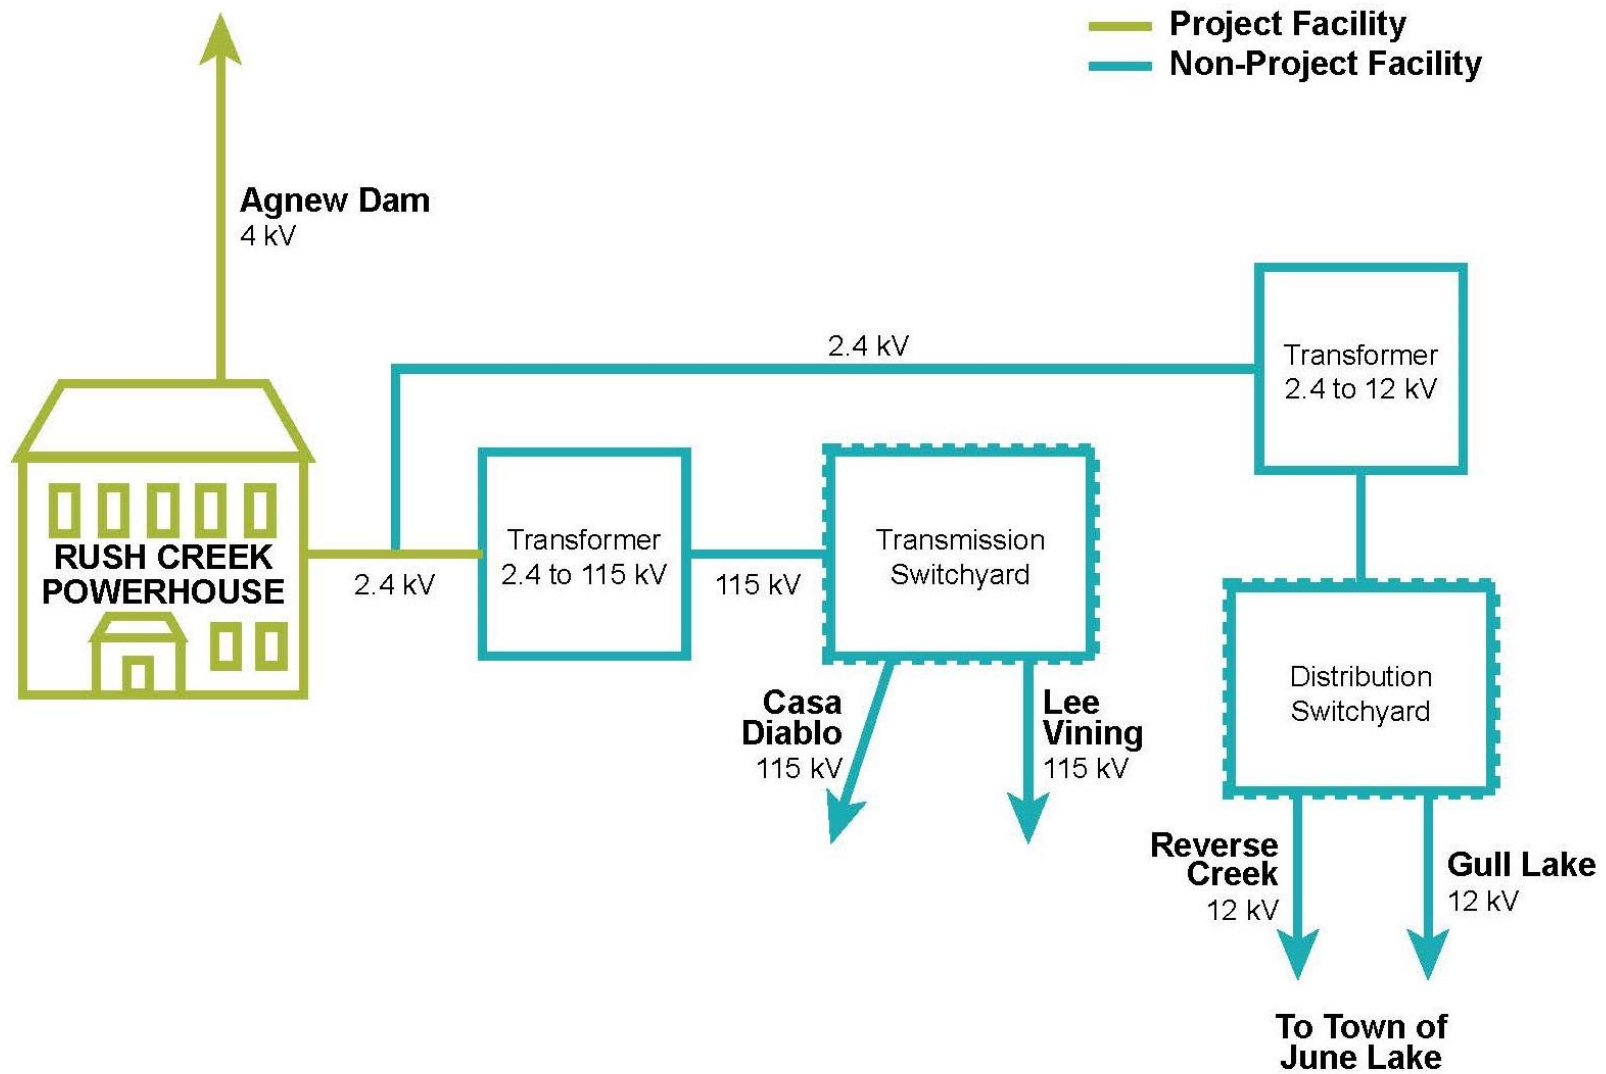 Project Facility
Non-Project Facility
Agnew Dam
4 kV
2.4 kV
Transformer
2.4 to 12 kV
RUSH CREEK
POWERHOUSE
2.4 kV
Transformer
2.4 to 115 kV
115 kV
Transmission
Switchyard
Casa
Diablo
115 kV
Lee
Vining
115 kV
Distribution
Switchyard
Reverse
Creek
12 kV
Gull Lake
12 kV
To Town of
June Lake